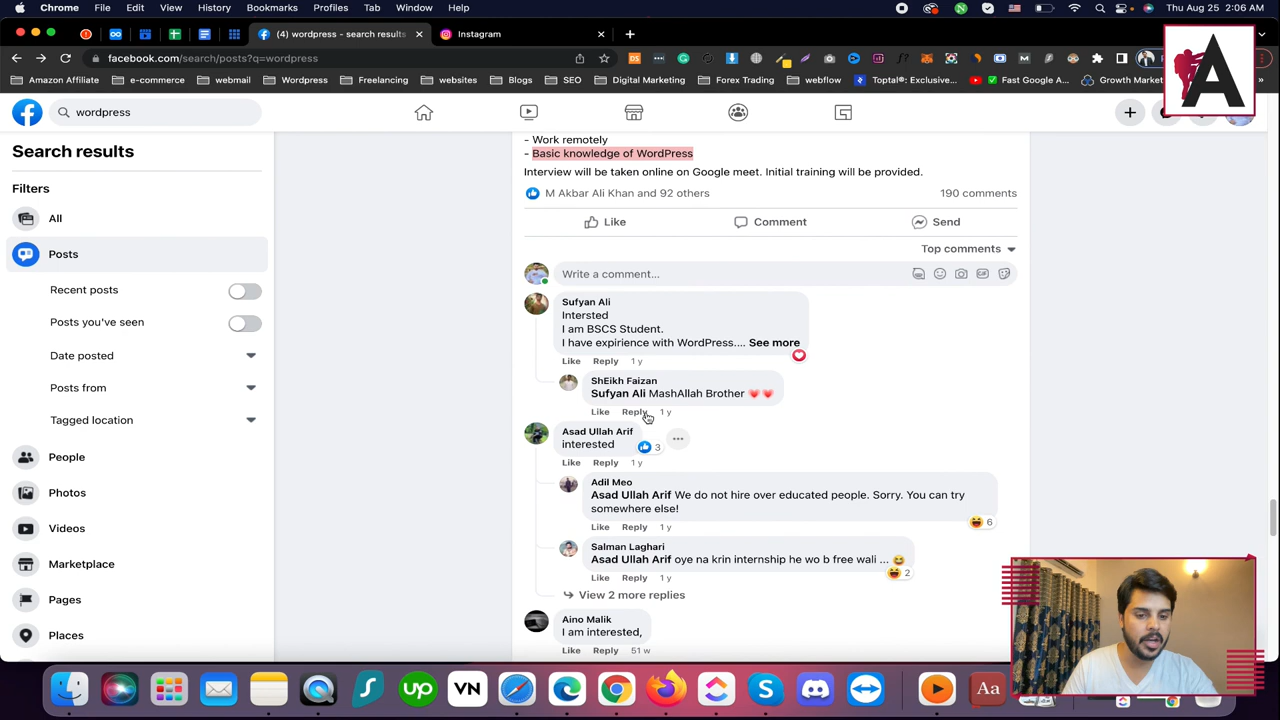 Chrome File Edit View History Bookmarks Profiles Tab Window Help
Thu Aug 25 2:06 AM
(4) wordpress - search results
Instagram
facebook.com/search/posts?q=wordpress
Amazon Affiliate e-commerce webmail Wordpress Freelancing websites Blogs SEO Digital Marketing Forex Trading webflow Toptal®: Exclusive... Fast Google A... Growth Market
A
wordpress
Search results
Filters
All
Posts
Recent posts
Posts you've seen
Date posted
Posts from
Tagged location
People
Photos
Videos
Marketplace
Pages
Places
- Work remotely
- Basic knowledge of WordPress
Interview will be taken online on Google meet. Initial training will be provided.
M Akbar Ali Khan and 92 others
190 comments
Like Comment Send
Top comments
Write a comment...
Sufyan Ali
Intersted
I am BSCS Student.
I have expirience with WordPress.... See more
Like Reply 1 y
ShEikh Faizan
Sufyan Ali MashAllah Brother
Like Reply 1 y
Asad Ullah Arif
interested
3
Like Reply 1 y
Adil Meo
Asad Ullah Arif We do not hire over educated people. Sorry. You can try
somewhere else!
6
Like Reply 1 y
Salman Laghari
Asad Ullah Arif oye na krin internship he wo b free wali ...
2
Like Reply 1 y
View 2 more replies
Aino Malik
I am interested,
Like Reply 51 w
up
VN
Aa